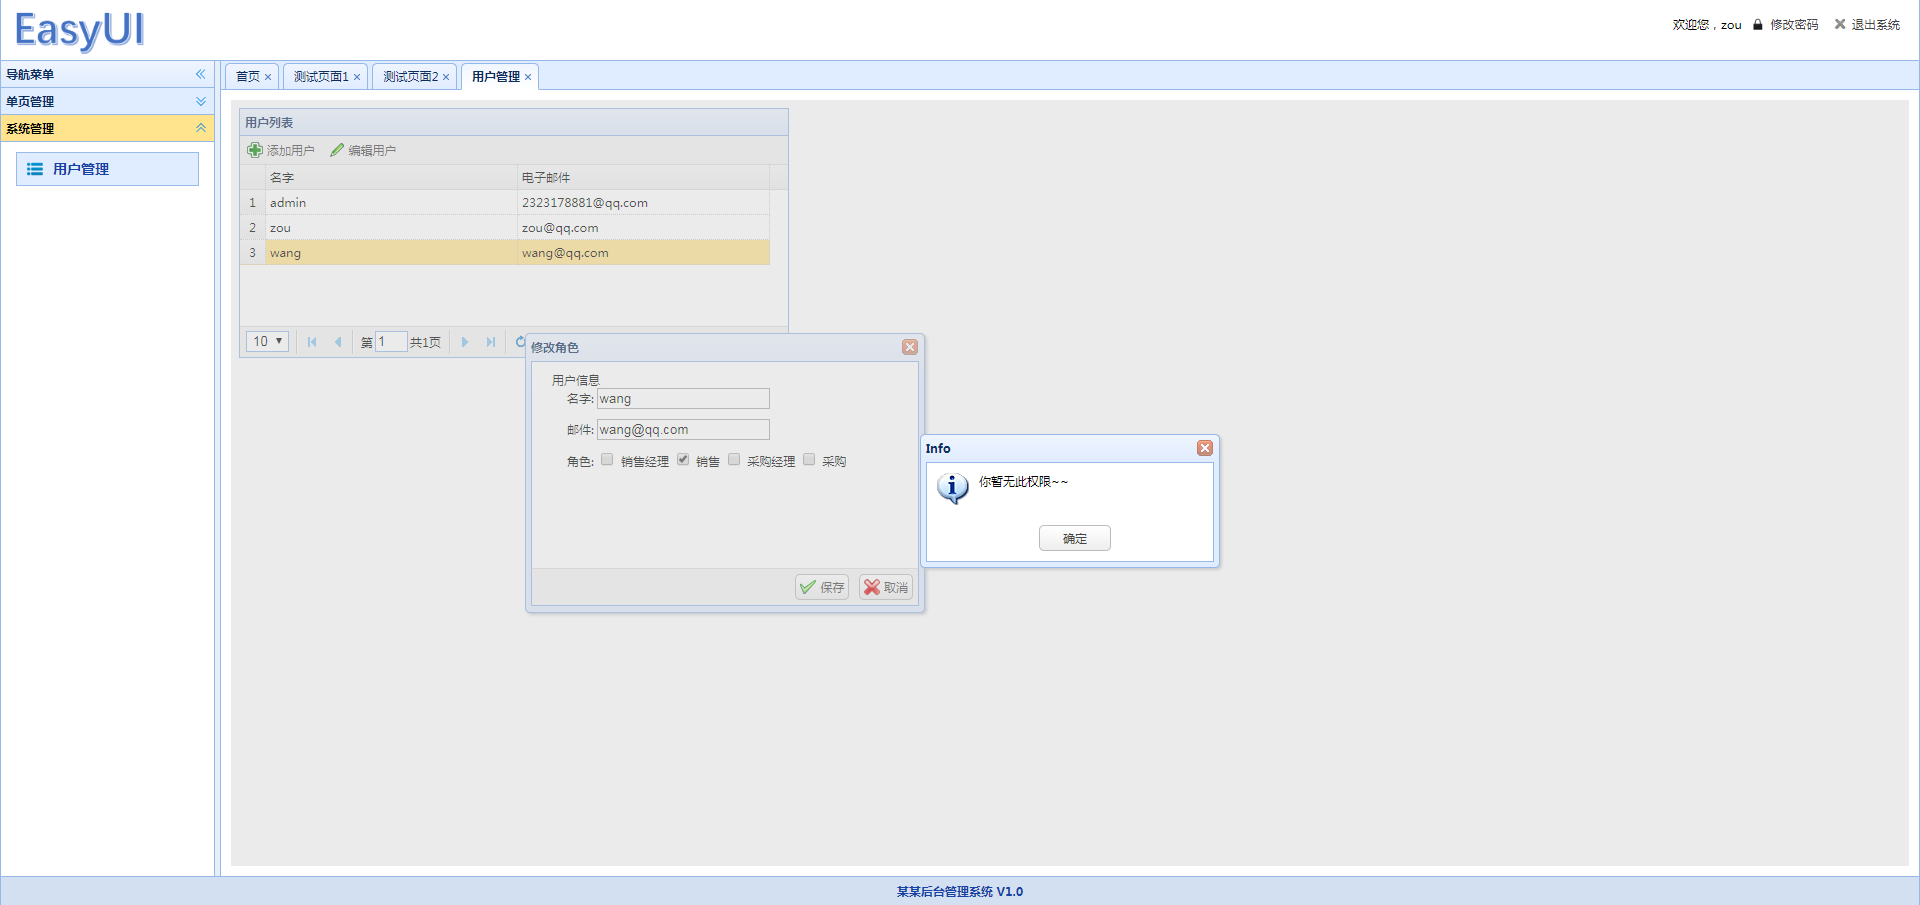 EasyUI
欢迎您，zou 修改密码 退出系统
导航菜单
单页管理
系统管理
用户管理
首页 测试页面1 测试页面2 用户管理
用户列表
添加用户 编辑用户
名字 电子邮件
1 admin 2323178881@qq.com
2 zou zou@qq.com
3 wang wang@qq.com
10 第 1 共1页
修改角色
用户信息
名字: wang
邮件: wang@qq.com
角色: 销售经理 销售 采购经理 采购
保存 取消
Info
你暂无此权限~~
确定
某某后台管理系统 V1.0